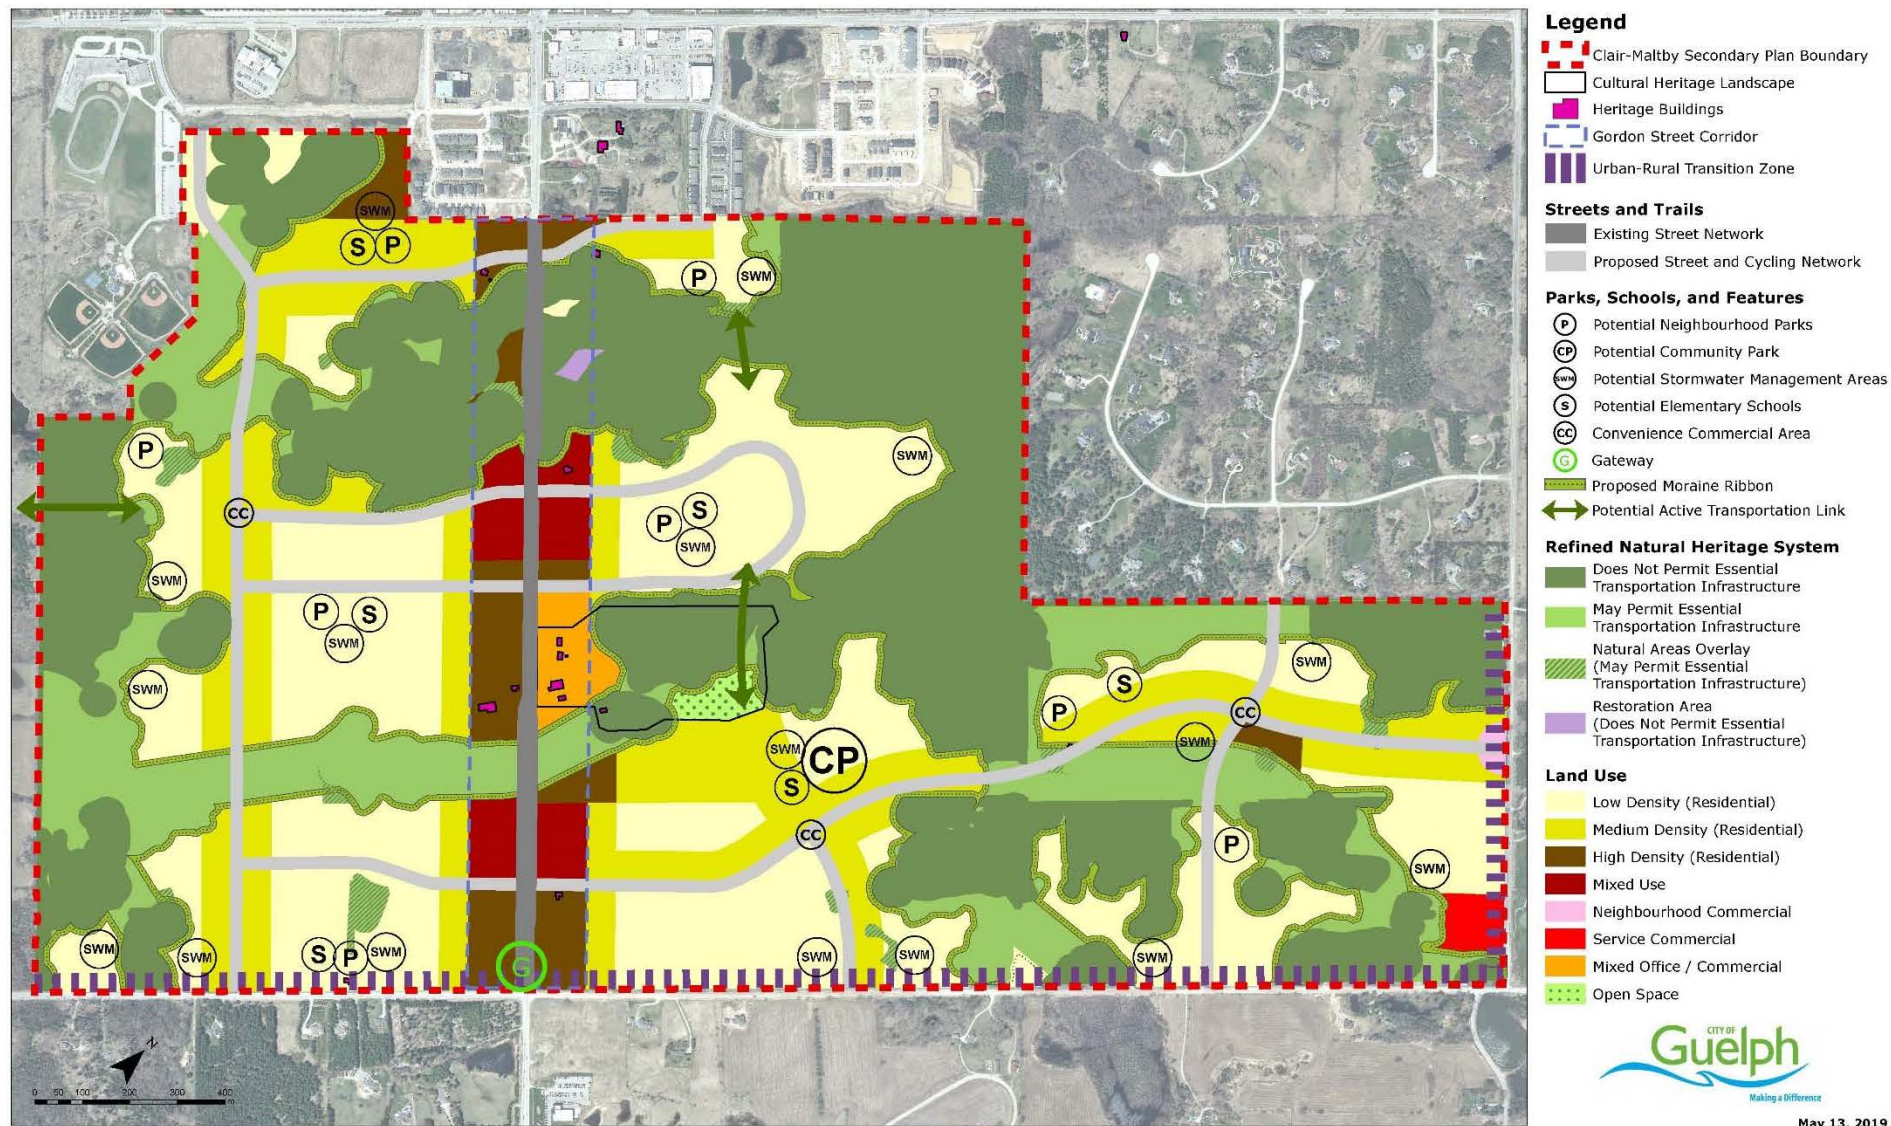 SWM
S
P
P
SWM
P
SWM
CC
P
S
SWM
SWM
P
S
SWM
SWM
S
P
SWM
CC
SWM
CP
S
SWM
CC
P
SWM
SWM
SWM
S
P
SWM
G
SWM
SWM
SWM
N
0 50 100 200 300 400
m
Legend
Clair-Maltby Secondary Plan Boundary
Cultural Heritage Landscape
Heritage Buildings
Gordon Street Corridor
Urban-Rural Transition Zone
Streets and Trails
Existing Street Network
Proposed Street and Cycling Network
Parks, Schools, and Features
P Potential Neighbourhood Parks
CP Potential Community Park
SWM Potential Stormwater Management Areas
S Potential Elementary Schools
CC Convenience Commercial Area
G Gateway
Proposed Moraine Ribbon
Potential Active Transportation Link
Refined Natural Heritage System
Does Not Permit Essential
Transportation Infrastructure
May Permit Essential
Transportation Infrastructure
Natural Areas Overlay
(May Permit Essential
Transportation Infrastructure)
Restoration Area
(Does Not Permit Essential
Transportation Infrastructure)
Land Use
Low Density (Residential)
Medium Density (Residential)
High Density (Residential)
Mixed Use
Neighbourhood Commercial
Service Commercial
Mixed Office / Commercial
Open Space
CITY OF
Guelph
Making a Difference
May 13, 2019